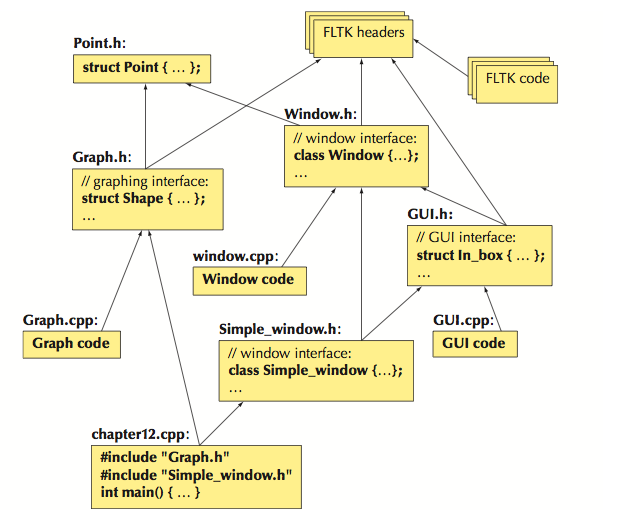 FLTK headers
Point.h:
struct Point { ... };
FLTK code
Window.h:
// window interface:
class Window {...};
...
Graph.h:
// graphing interface:
struct Shape { ... };
...
GUI.h:
// GUI interface:
struct In_box { ... };
...
window.cpp:
Window code
Graph.cpp:
Graph code
Simple_window.h:
// window interface:
class Simple_window {...};
...
GUI.cpp:
GUI code
chapter12.cpp:
#include "Graph.h"
#include "Simple_window.h"
int main() { ... }